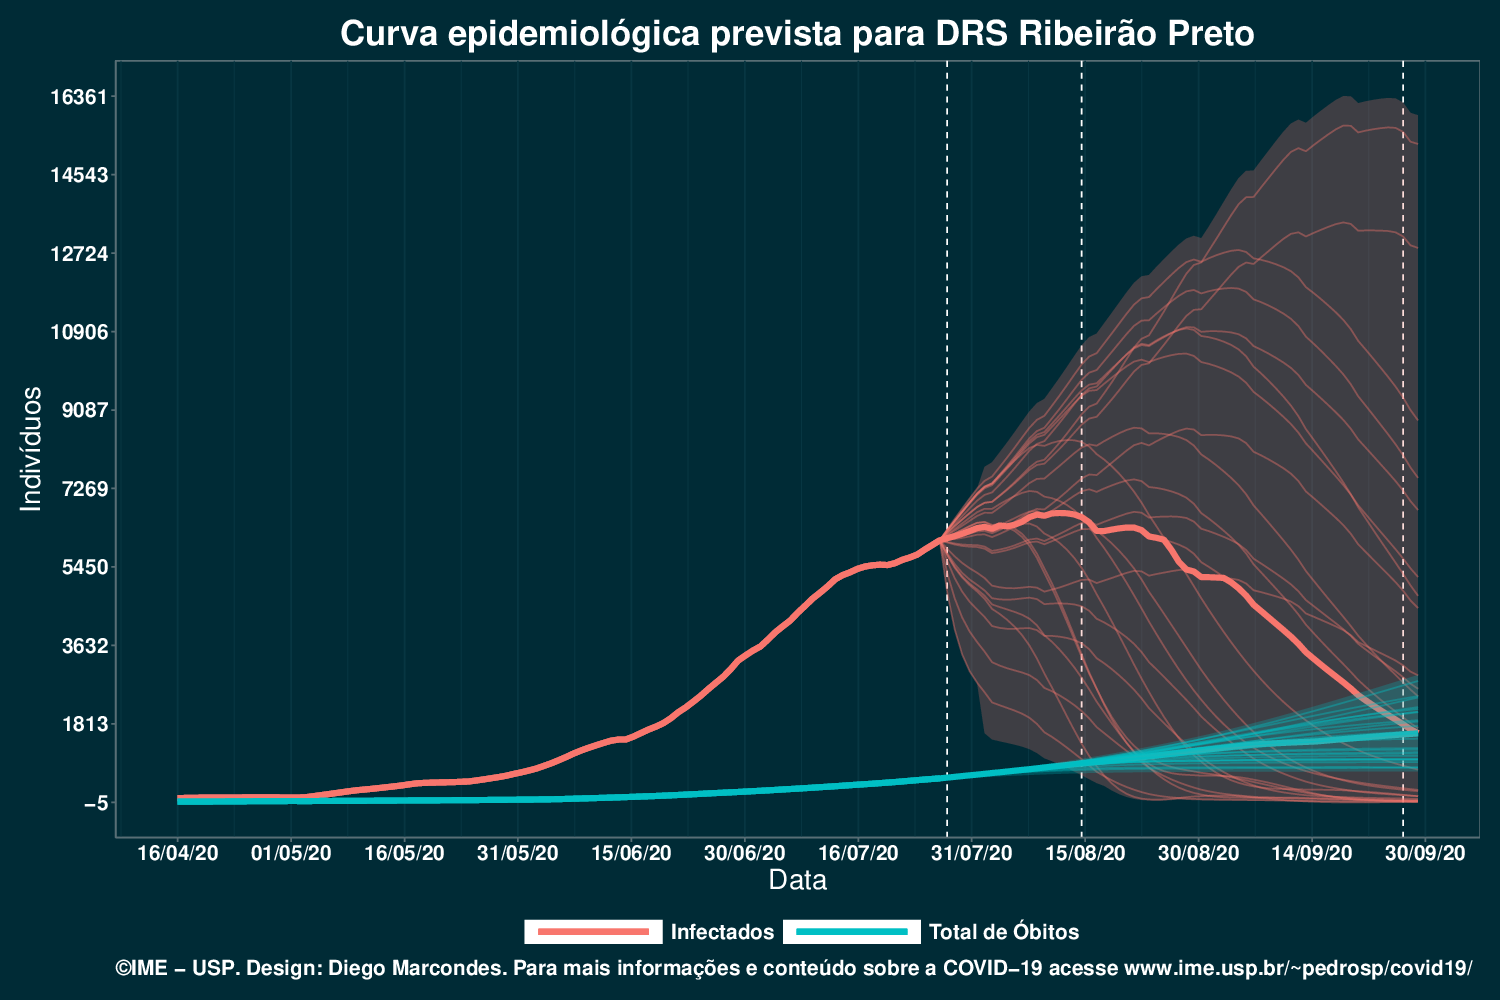 Curva epidemiológica prevista para DRS Ribeirão Preto
16361
14543
12724
10906
9087
7269
5450
3632
1813
−5
Indivíduos
16/04/20 01/05/20 16/05/20 31/05/20 15/06/20 30/06/20 16/07/20 31/07/20 15/08/20 30/08/20 14/09/20 30/09/20
Data
Infectados Total de Óbitos
©IME − USP. Design: Diego Marcondes. Para mais informações e conteúdo sobre a COVID−19 acesse www.ime.usp.br/~pedrosp/covid19/